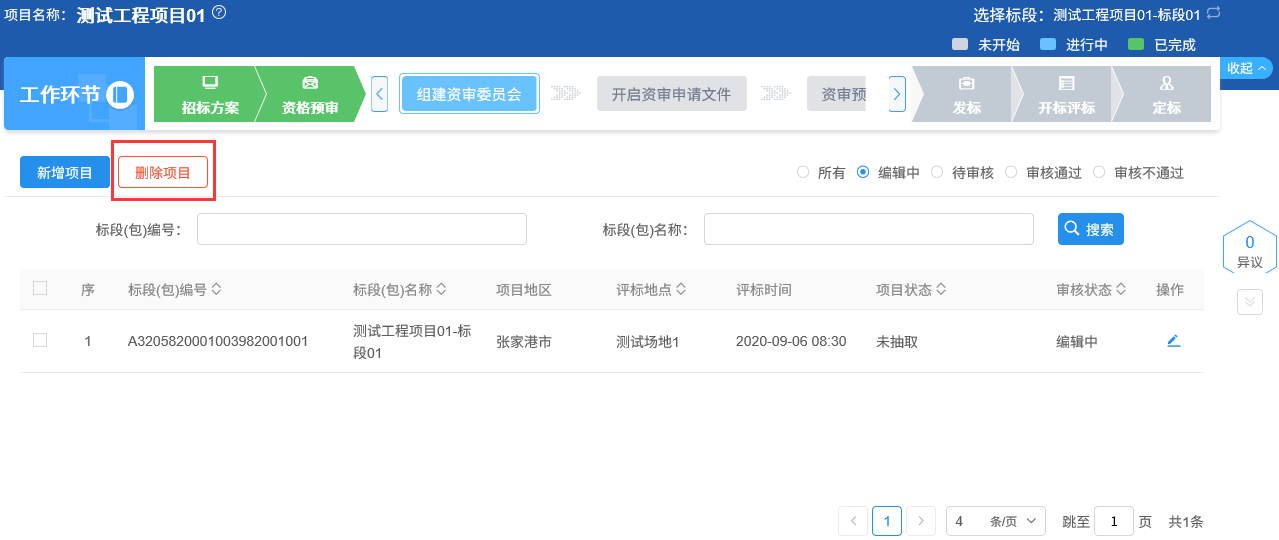 项目名称： 测试工程项目01 ?
选择标段： 测试工程项目01-标段01
未开始 进行中 已完成
收起
工作环节
招标方案
资格预审
组建资审委员会
开启资审申请文件
资审预
发标
开标评标
定标
新增项目
删除项目
所有 编辑中 待审核 审核通过 审核不通过
标段(包)编号：
标段(包)名称：
搜索
0
异议
序 标段(包)编号 标段(包)名称 项目地区 评标地点 评标时间 项目状态 审核状态 操作
1 A3205820001003982001001 测试工程项目01-标 张家港市 测试场地1 2020-09-06 08:30 未抽取 编辑中
段01
1 4 条/页 跳至 1 页 共1条